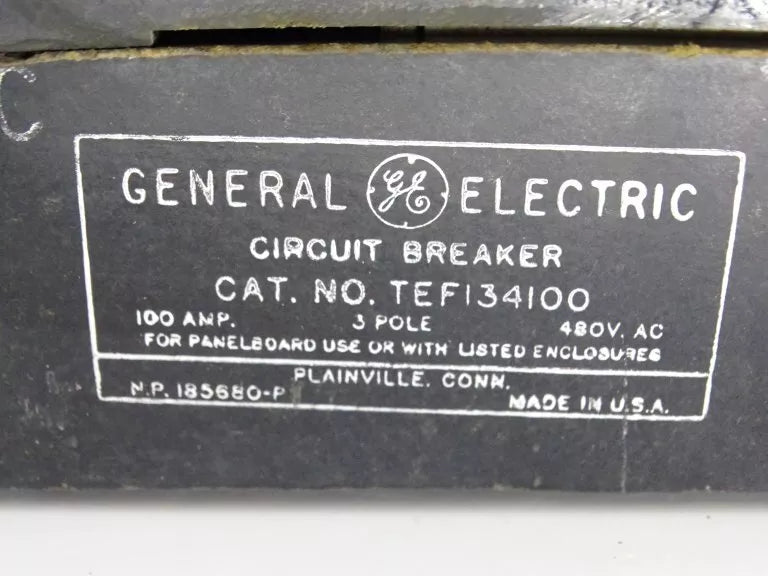 C
GENERAL GE ELECTRIC
CIRCUIT BREAKER
CAT. NO. TEF134100
100 AMP. 3 POLE 480V. AC
FOR PANELBOARD USE OR WITH LISTED ENCLOSURES
PLAINVILLE. CONN.
N.P. 185680-P MADE IN U.S.A.